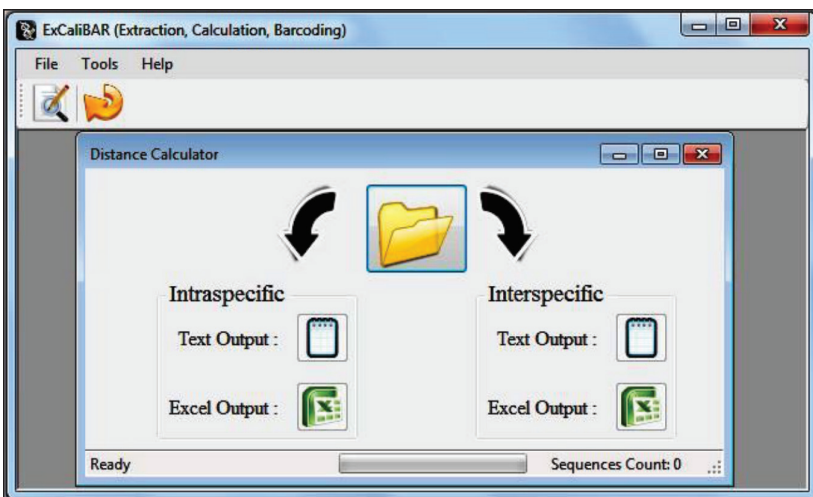 ExCaliBAR (Extraction, Calculation, Barcoding)
File Tools Help
Distance Calculator
Intraspecific Interspecific
Text Output : Text Output :
Excel Output : Excel Output :
Ready Sequences Count: 0